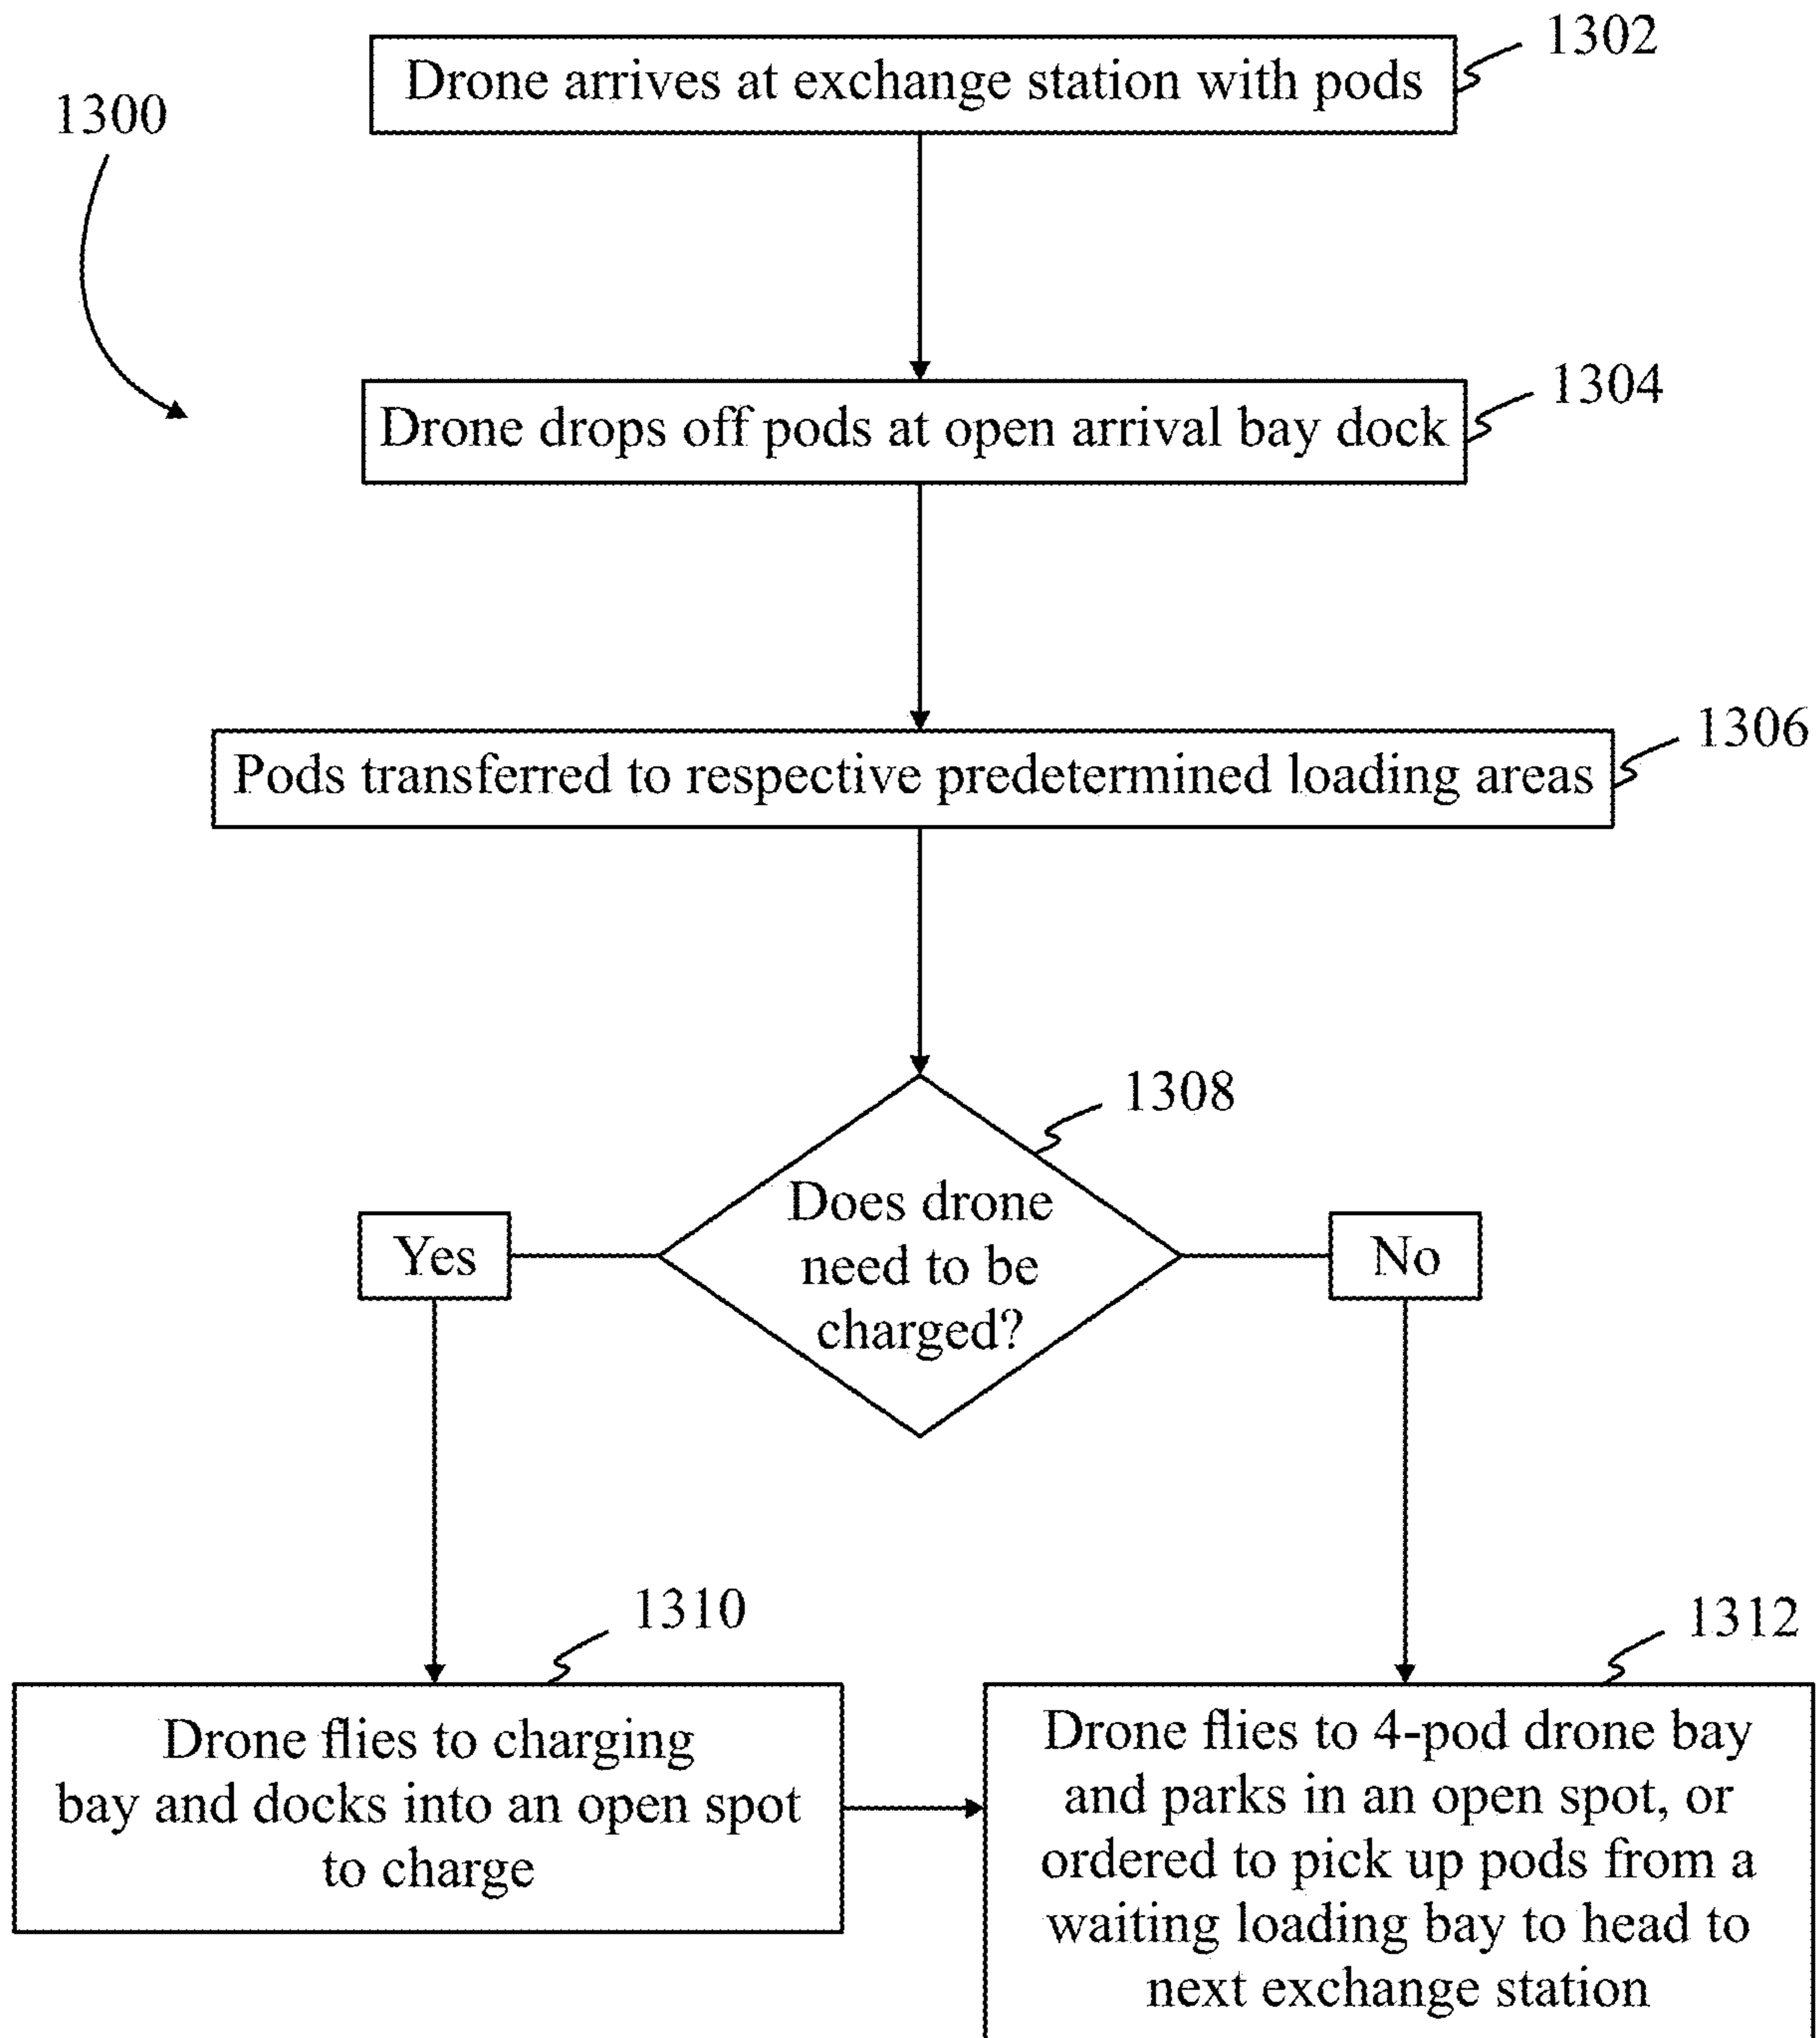 1302
Drone arrives at exchange station with pods
1300
1304
Drone drops off pods at open arrival bay dock
1306
Pods transferred to respective predetermined loading areas
1308
Does drone
need to be
charged?
Yes
No
1310
Drone flies to charging
bay and docks into an open spot
to charge
1312
Drone flies to 4-pod drone bay
and parks in an open spot, or
ordered to pick up pods from a
waiting loading bay to head to
next exchange station